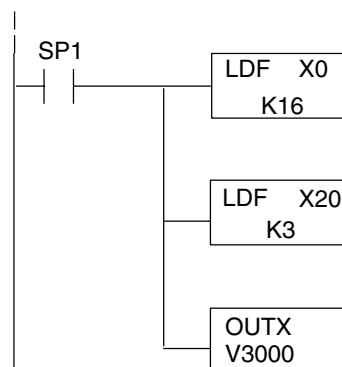 SP1
LDF X0
K16
LDF X20
K3
OUTX
V3000